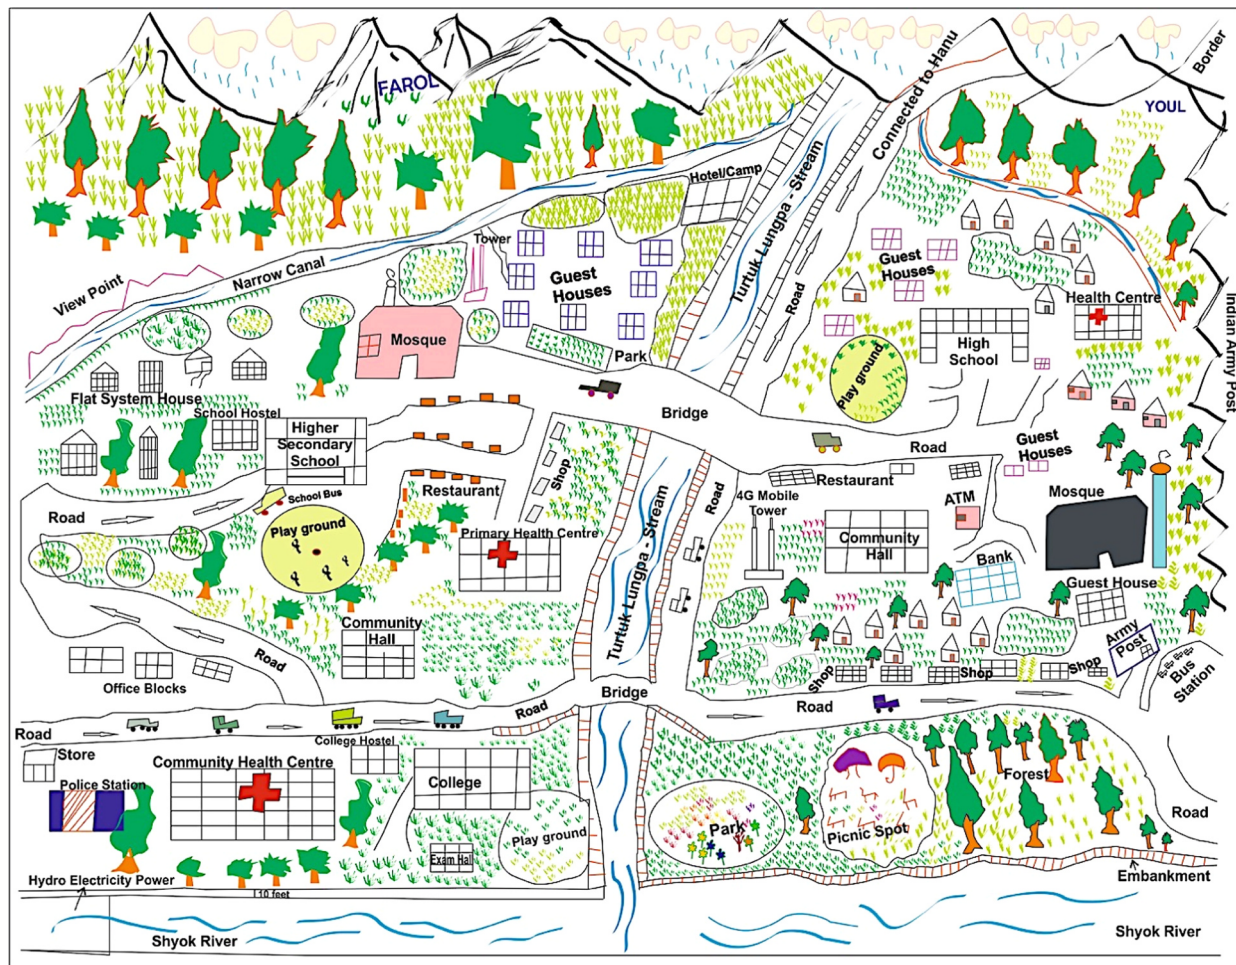 FAROL
YOUL
Connected to Hanu
Border
Hotel/Camp
Turtuk Lungpa - Stream
Tower
Narrow Canal
View Point
Guest
Houses
Guest
Houses
Health Centre
Indian Army Post
Road
Mosque
Park
High
School
Play ground
Flat System House
School Hostel
Higher
Secondary
School
Bridge
Road
Guest
Houses
Shop
Restaurant
Restaurant
School Bus
Road
Play ground
Primary Health Centre
Turtuk Lungpa - Stream
Road
4G Mobile
Tower
ATM
Mosque
Community
Hall
Bank
Guest House
Community
Hall
Army
Post
Bus
Station
Road
Office Blocks
Shop
Shop
Shop
Bridge
Road
Road
Road
Store
College Hostel
Community Health Centre
College
Police Station
Forest
Road
Park
Picnic Spot
Play ground
Exam Hall
Hydro Electricity Power
10 feet
Embankment
Shyok River
Shyok River